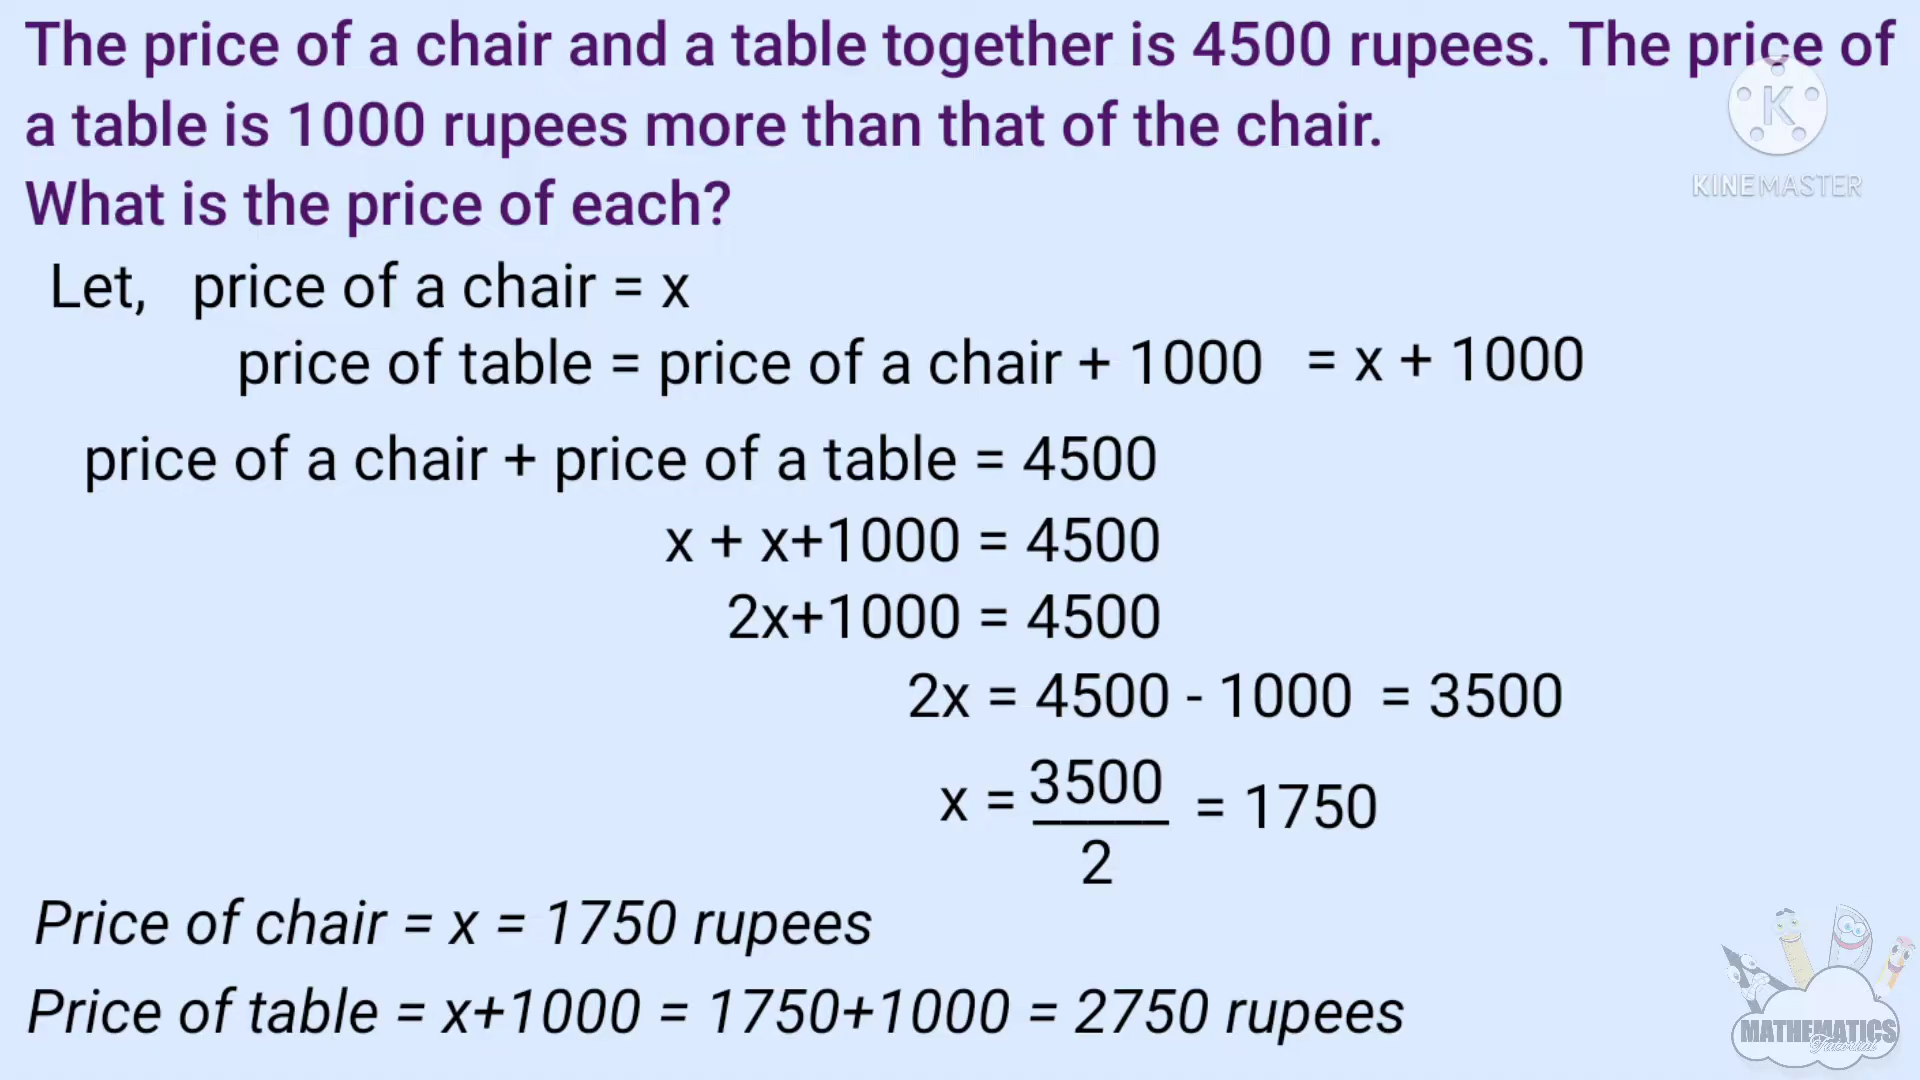 The price of a chair and a table together is 4500 rupees. The price of
a table is 1000 rupees more than that of the chair.
What is the price of each?
K
KINEMASTER
Let, price of a chair = x
price of table = price of a chair + 1000 = x + 1000
price of a chair + price of a table = 4500
x + x+1000 = 4500
2x+1000 = 4500
2x = 4500 - 1000 = 3500
x = 3500/2 = 1750
Price of chair = x = 1750 rupees
Price of table = x+1000 = 1750+1000 = 2750 rupees
MATHEMATICS
Tutorial